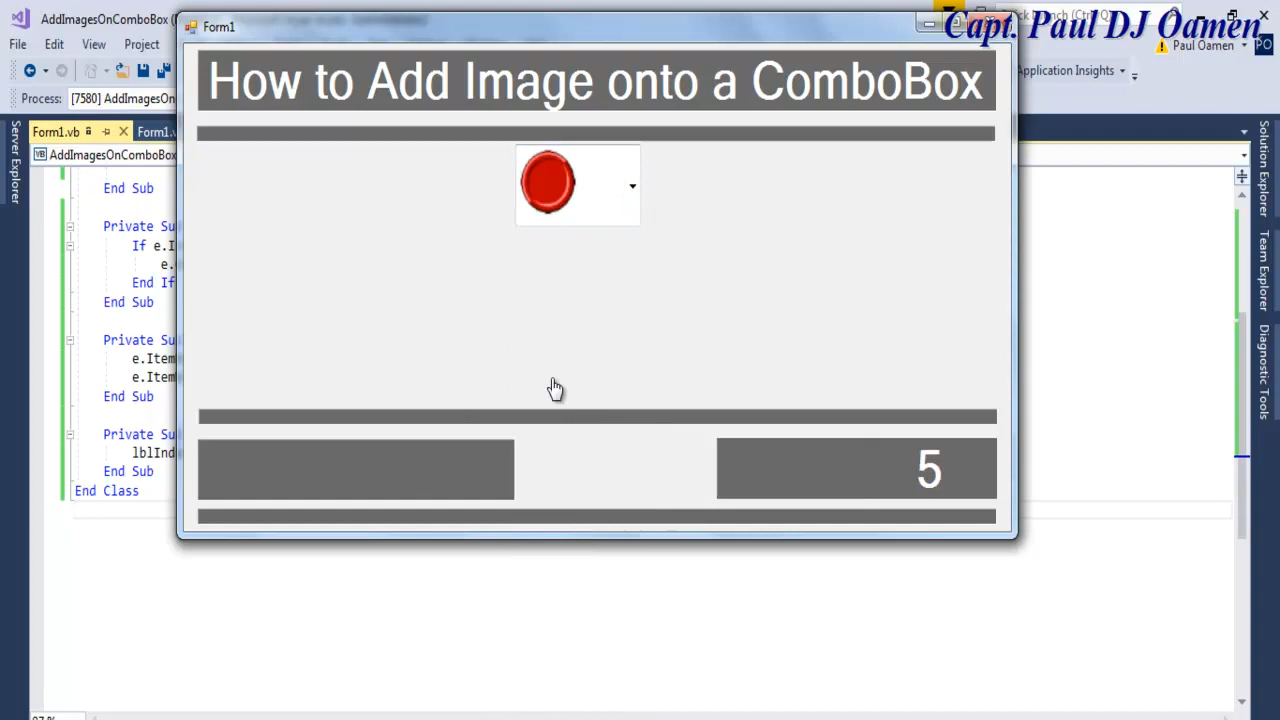 AddImagesOnComboBox (
Form1
Capt. Paul DJ Oamen
File Edit View Project
Paul Oamen PO
Application Insights
Process: [7580] AddImagesOn
How to Add Image onto a ComboBox
Form1.vb Form1.v
AddImagesOnComboBox
Server Explorer
Solution Explorer
Team Explorer
Diagnostic Tools
End Sub
Private Su
If e.I
e.
End If
End Sub
Private Su
e.Item
e.Item
End Sub
Private Su
lblInd
End Sub
End Class
5